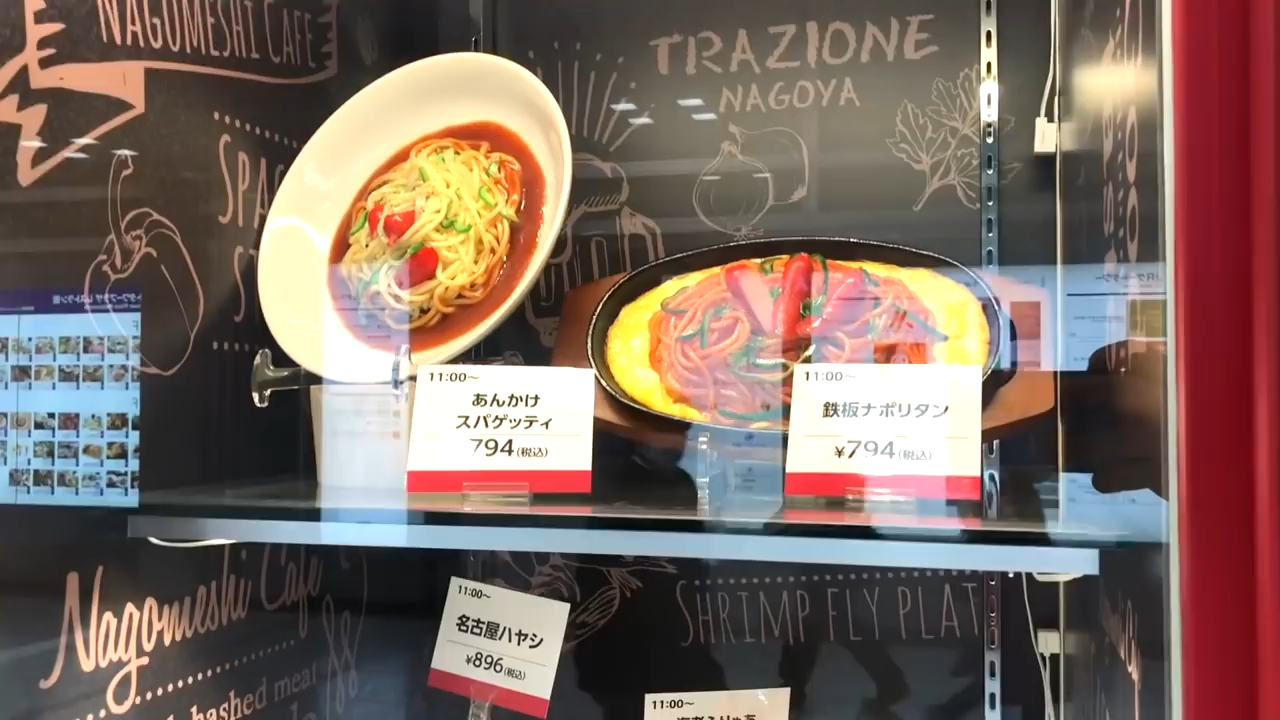 NAGOMESHI CAFE
TRAZIONE
NAGOYA
SPAG
11:00～
あんかけ
スパゲッティ
794(税込)
11:00～
鉄板ナポリタン
¥794(税込)
Nagomeshi Cafe
hashed meat
SHRIMP FLY PLAT
11:00～
名古屋ハヤシ
¥896(税込)
11:00～